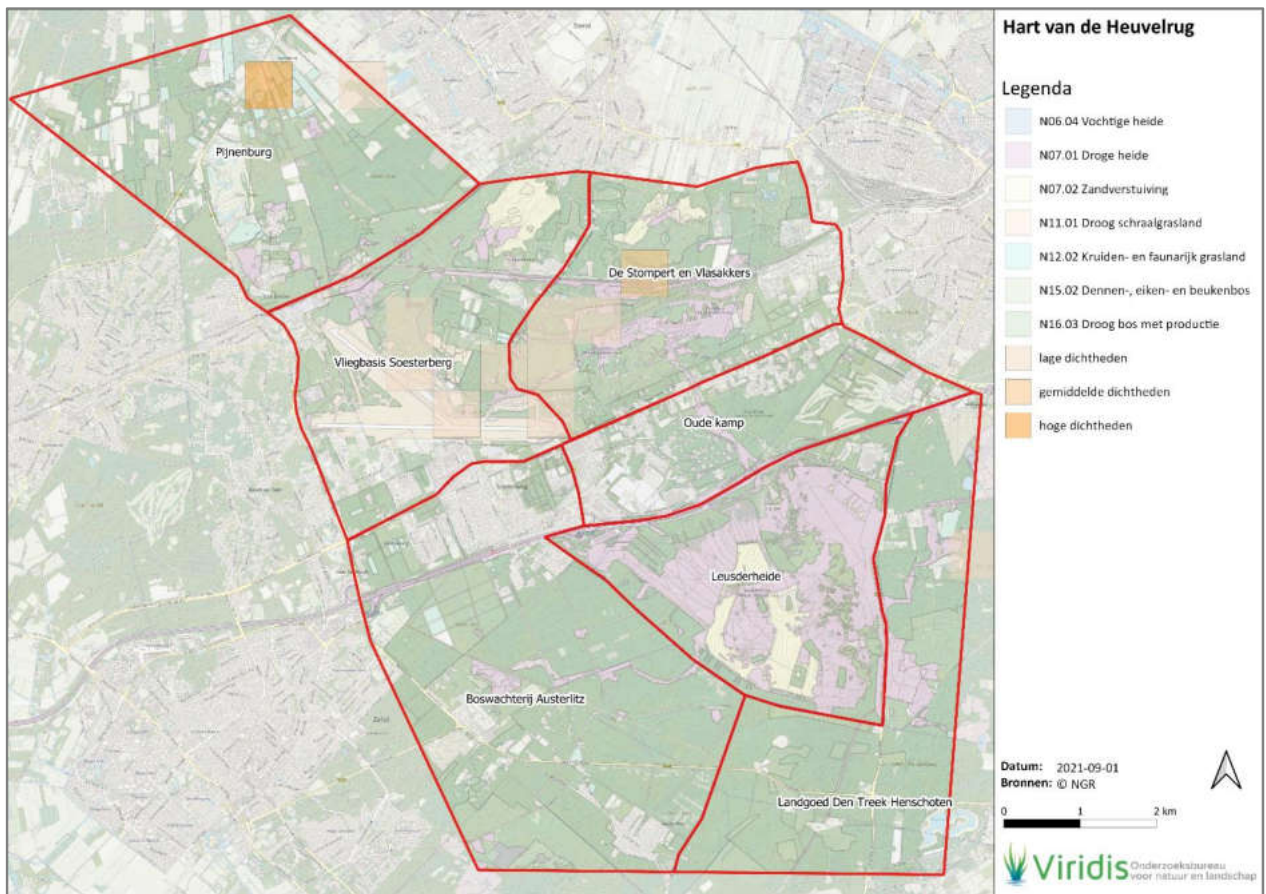 Hart van de Heuvelrug
Legenda
N06.04 Vochtige heide
N07.01 Droge heide
N07.02 Zandverstuiving
N11.01 Droog schraalgrasland
N12.02 Kruiden- en faunarijk grasland
N15.02 Dennen-, eiken- en beukenbos
N16.03 Droog bos met productie
lage dichtheden
gemiddelde dichtheden
hoge dichtheden
Pijnenburg
De Stompert en Vlasakkers
Vliegbasis Soesterberg
Oude kamp
Leusderheide
Boswachterij Austerlitz
Landgoed Den Treek Henschoten
Zeist
Datum: 2021-09-01
Bronnen: © NGR
0 1 2 km
Viridis Onderzoeksbureau
voor natuur en landschap